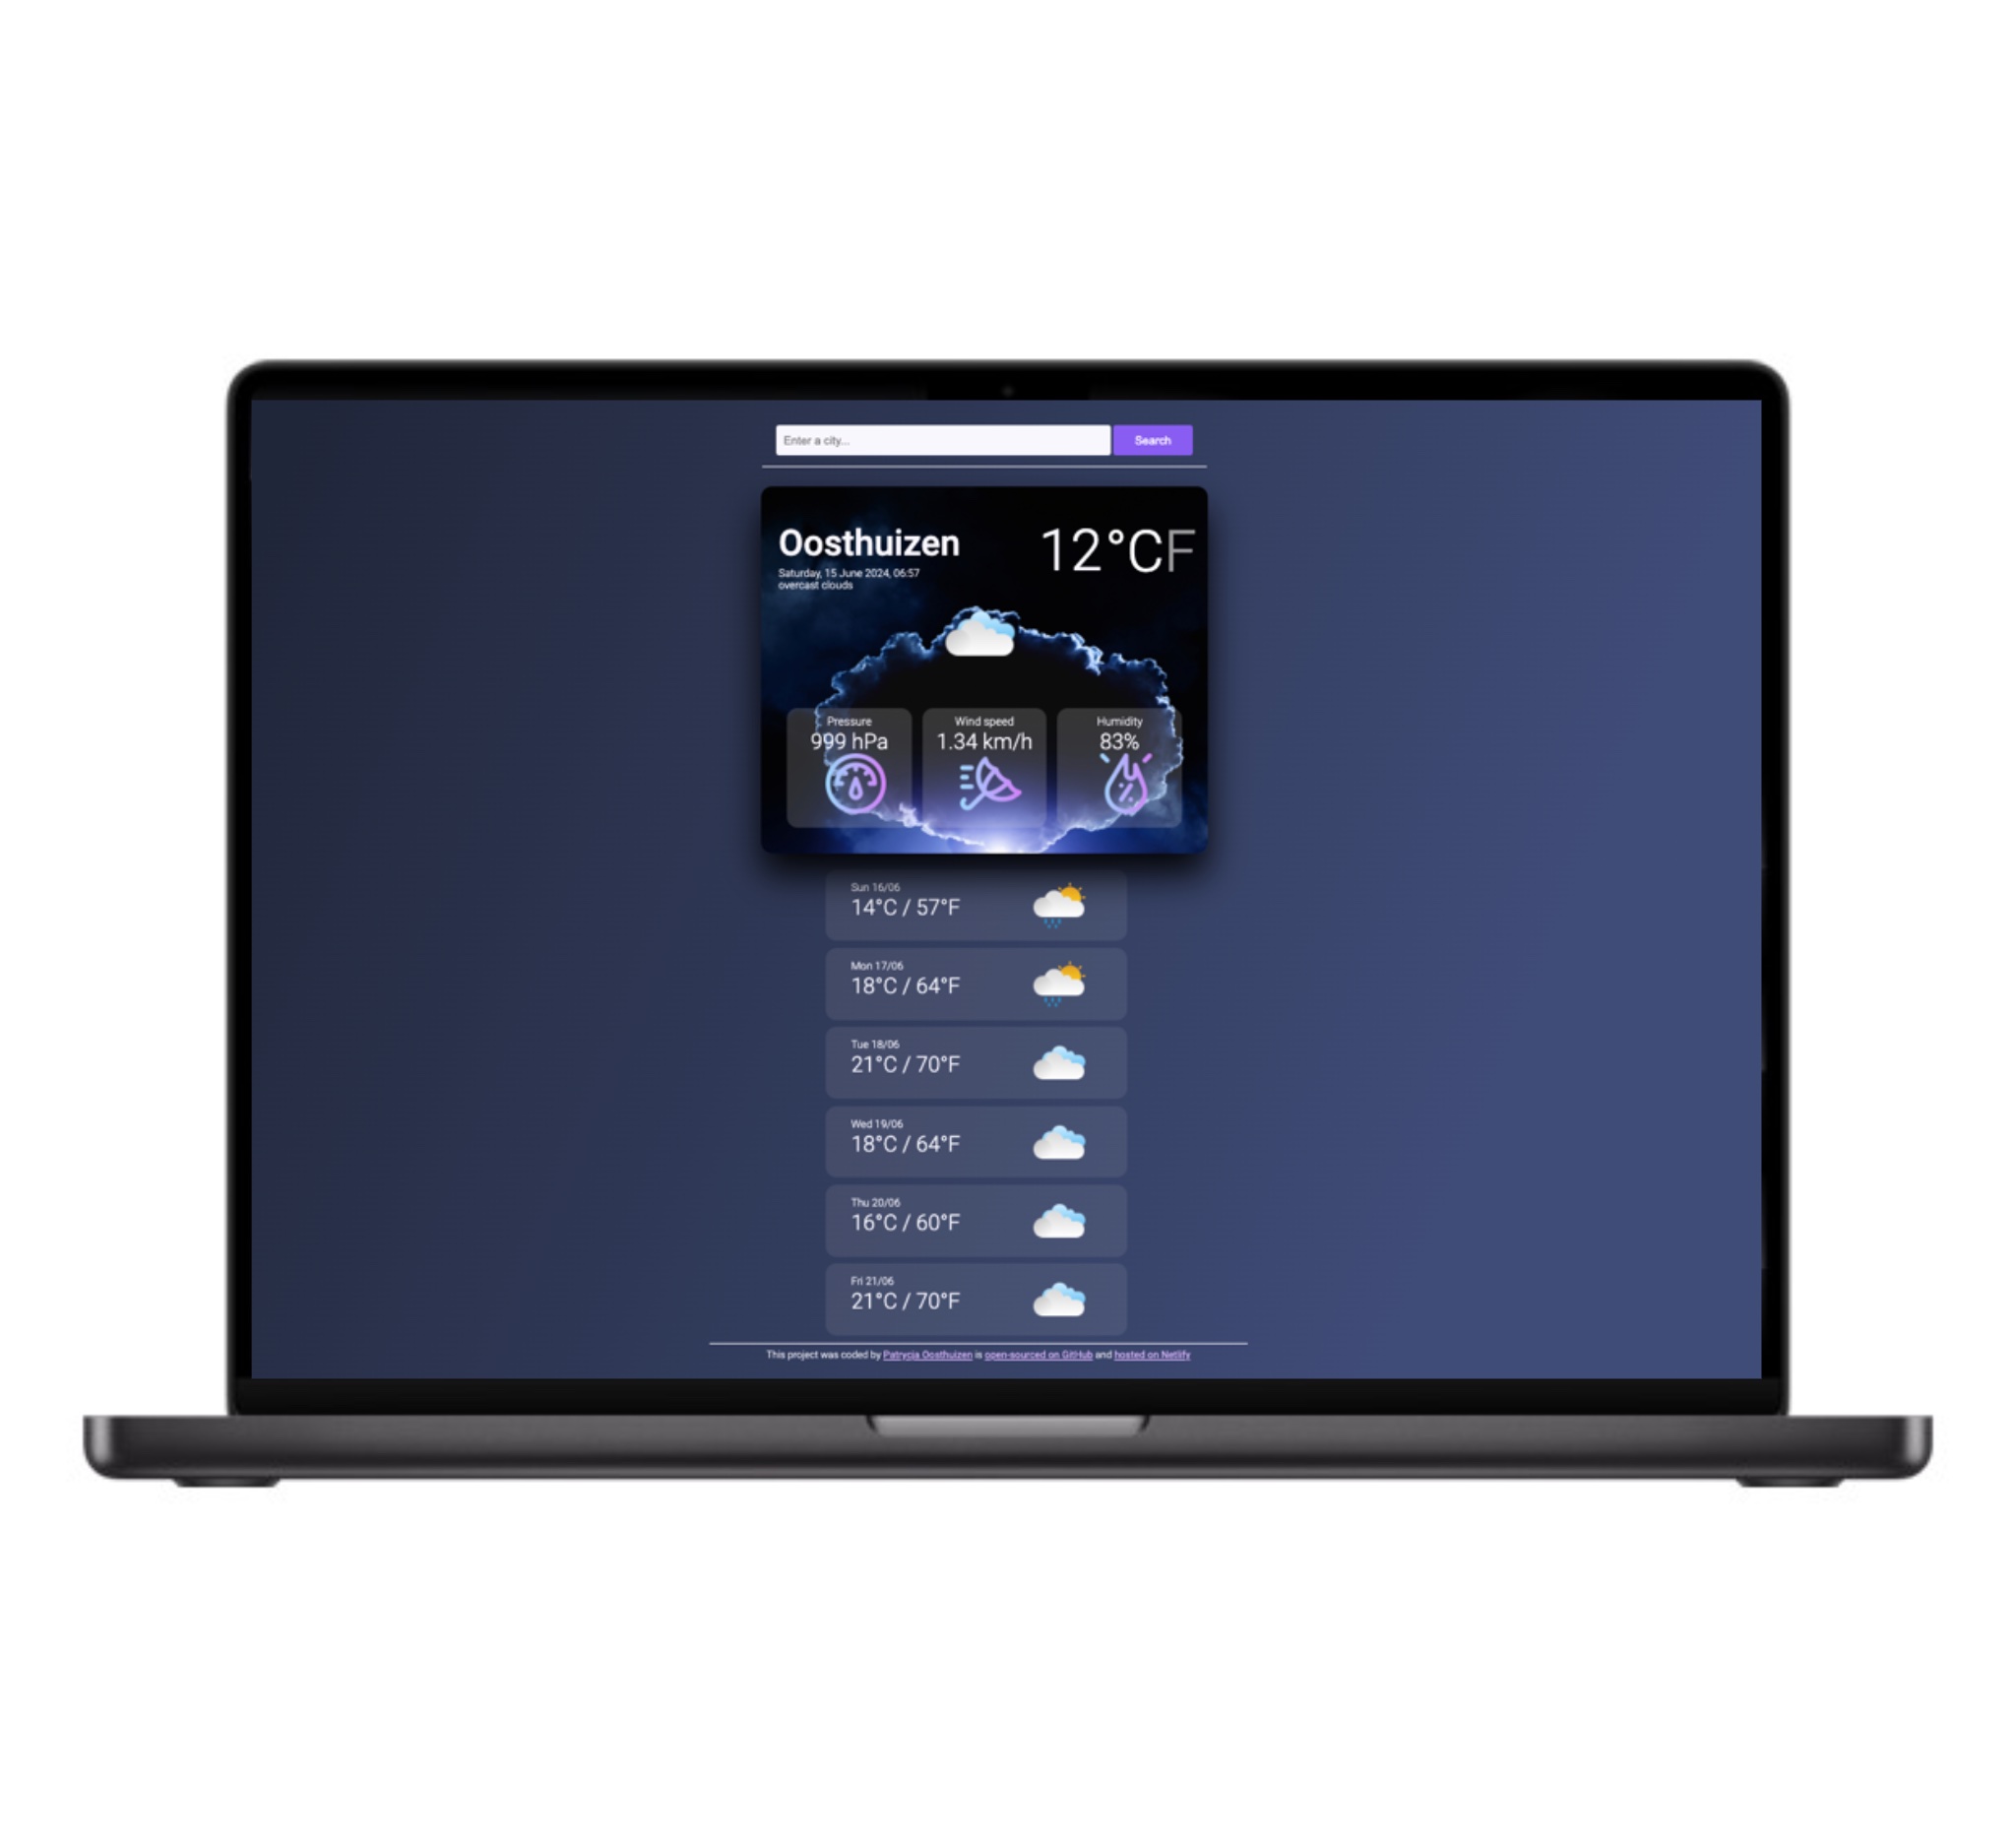 Enter a city...
Search
Oosthuizen
12°CF
Saturday, 15 June 2024, 06:57
overcast clouds
Pressure
999 hPa
Wind speed
1.34 km/h
Humidity
83%
Sun 16/06
14°C / 57°F
Mon 17/06
18°C / 64°F
Tue 18/06
21°C / 70°F
Wed 19/06
18°C / 64°F
Thu 20/06
16°C / 60°F
Fri 21/06
21°C / 70°F
This project was coded by Patrycja Oosthuizen is open-sourced on GitHub and hosted on Netlify